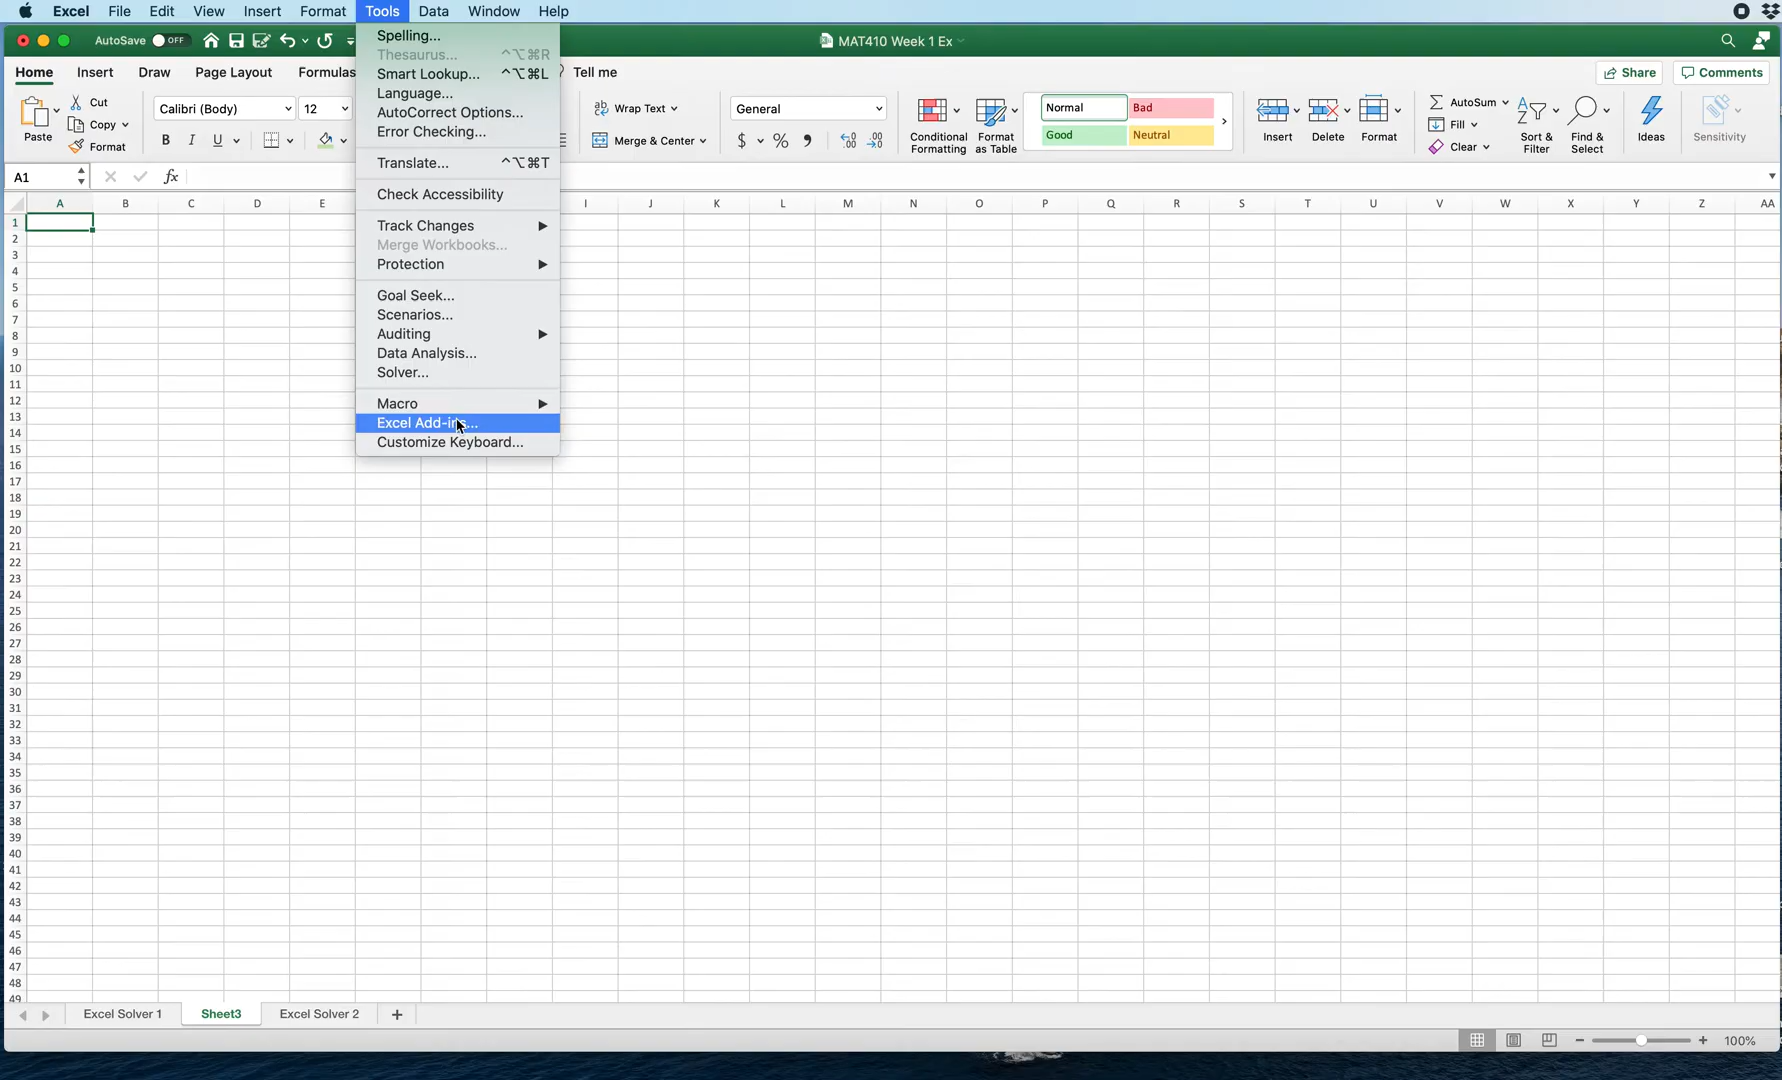 Excel File Edit View Insert Format Tools Data Window Help
AutoSave OFF MAT410 Week 1 Ex
Home Insert Draw Page Layout Formulas Tell me Share Comments
Paste Cut Copy Format
Calibri (Body) 12
B I U
ab Wrap Text
Merge & Center
General
$ % 
Conditional Formatting
Format as Table
Normal Bad
Good Neutral
Insert Delete Format
AutoSum
Fill
Clear
Sort & Filter
Find & Select
Ideas
Sensitivity
A1 fx
Spelling...
Thesaurus... ^⌥⌘R
Smart Lookup... ^⌥⌘L
Language...
AutoCorrect Options...
Error Checking...
Translate... ^⌥⌘T
Check Accessibility
Track Changes
Merge Workbooks...
Protection
Goal Seek...
Scenarios...
Auditing
Data Analysis...
Solver...
Macro
Excel Add-ins...
Customize Keyboard...
A B C D E I J K L M N O P Q R S T U V W X Y Z AA
1
2
3
4
5
6
7
8
9
10
11
12
13
14
15
16
17
18
19
20
21
22
23
24
25
26
27
28
29
30
31
32
33
34
35
36
37
38
39
40
41
42
43
44
45
46
47
48
49
Excel Solver 1 Sheet3 Excel Solver 2 +
100%